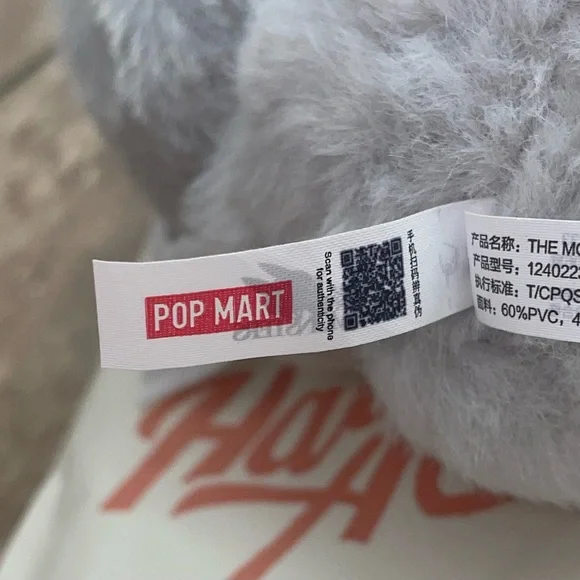 POP MART
Scan with the phone
for authenticity
手机扫码辨真伪
产品名称：THE MO
产品型号：1240222
执行标准：T/CPQS
面料：60%PVC, 4
Ha